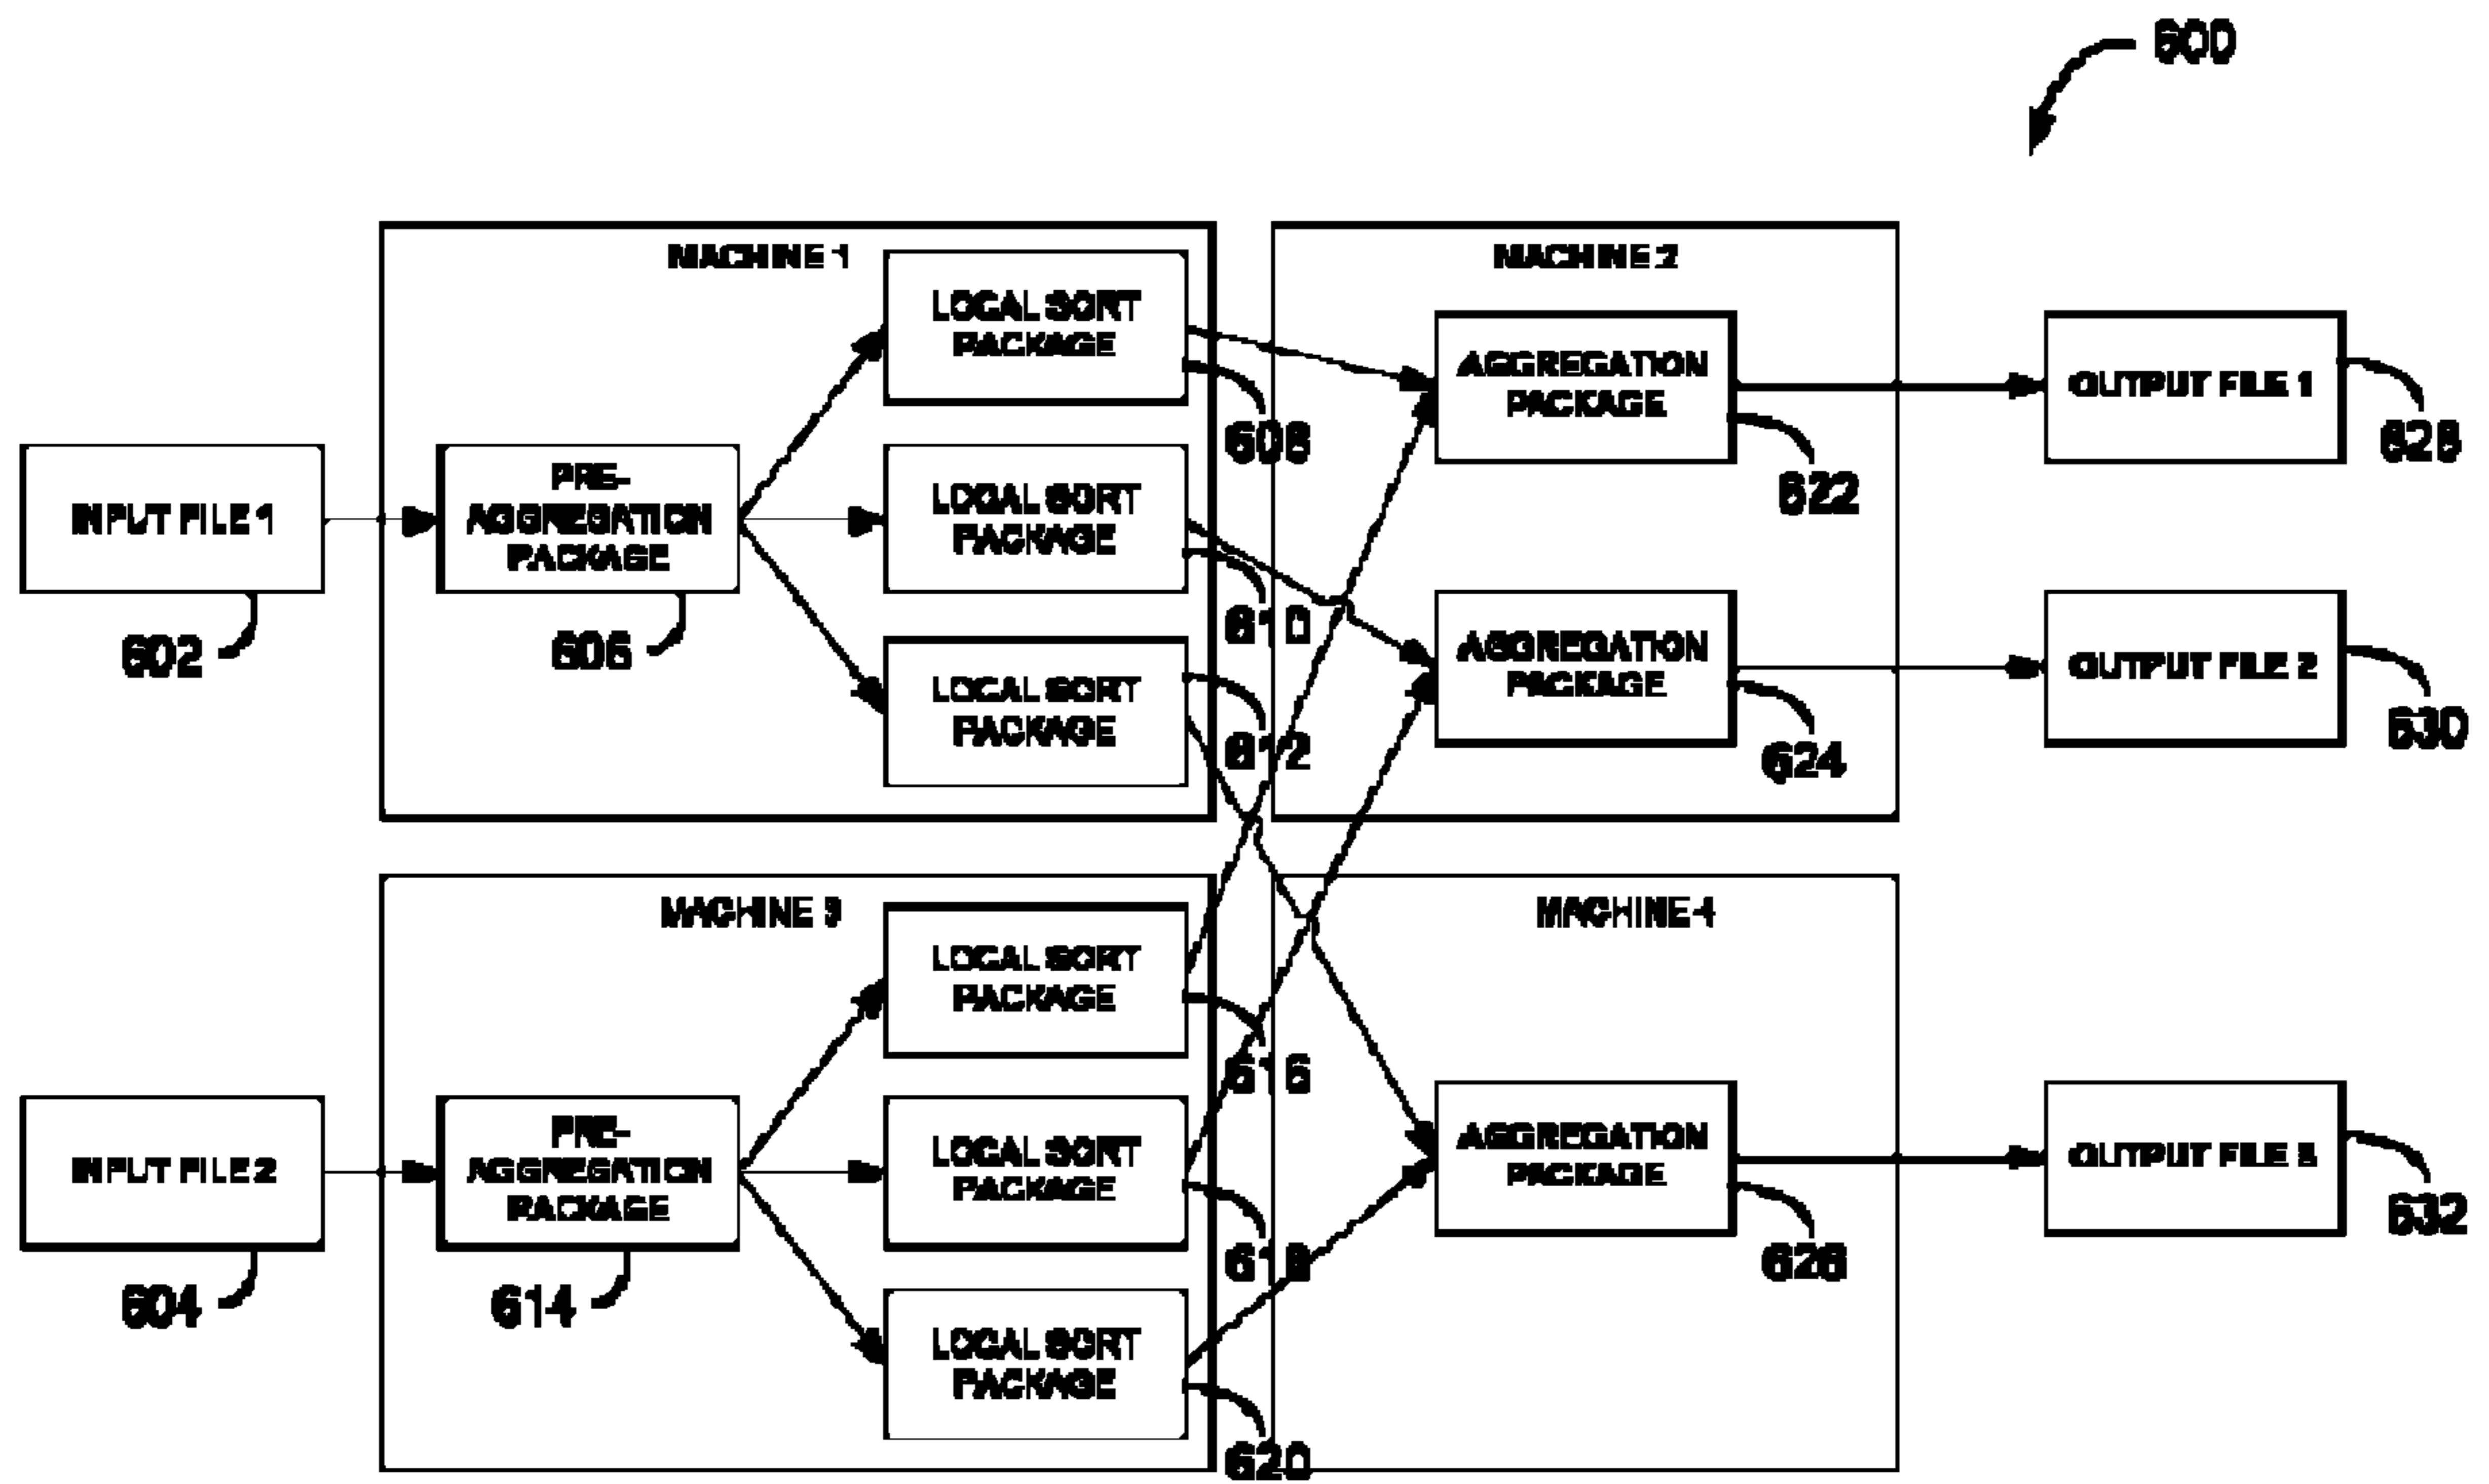 600
MACHINE 1
LOCAL SORT
PACKAGE
608
INPUT FILE 1
602
PRE-
AGGREGATION
PACKAGE
606
LOCAL SORT
PACKAGE
610
LOCAL SORT
PACKAGE
612
MACHINE 2
AGGREGATION
PACKAGE
622
OUTPUT FILE 1
628
AGGREGATION
PACKAGE
624
OUTPUT FILE 2
630
MACHINE 3
LOCAL SORT
PACKAGE
616
INPUT FILE 2
604
PRE-
AGGREGATION
PACKAGE
614
LOCAL SORT
PACKAGE
618
LOCAL SORT
PACKAGE
620
MACHINE 4
AGGREGATION
PACKAGE
626
OUTPUT FILE 3
632